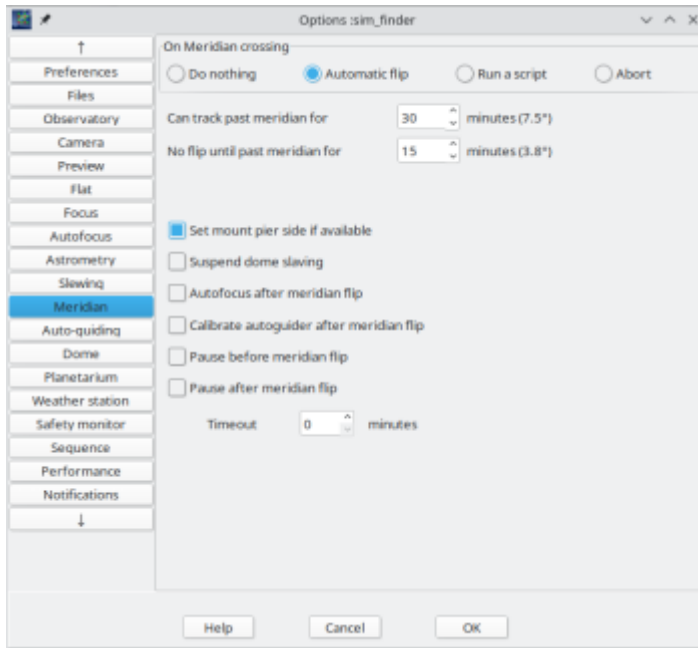 Options :sim_finder
↑
Preferences
Files
Observatory
Camera
Preview
Flat
Focus
Autofocus
Astrometry
Slewing
Meridian
Auto-guiding
Dome
Planetarium
Weather station
Safety monitor
Sequence
Performance
Notifications
↓
On Meridian crossing
Do nothing Automatic flip Run a script Abort
Can track past meridian for 30 minutes (7.5°)
No flip until past meridian for 15 minutes (3.8°)
Set mount pier side if available
Suspend dome slaving
Autofocus after meridian flip
Calibrate autoguider after meridian flip
Pause before meridian flip
Pause after meridian flip
Timeout 0 minutes
Help Cancel OK